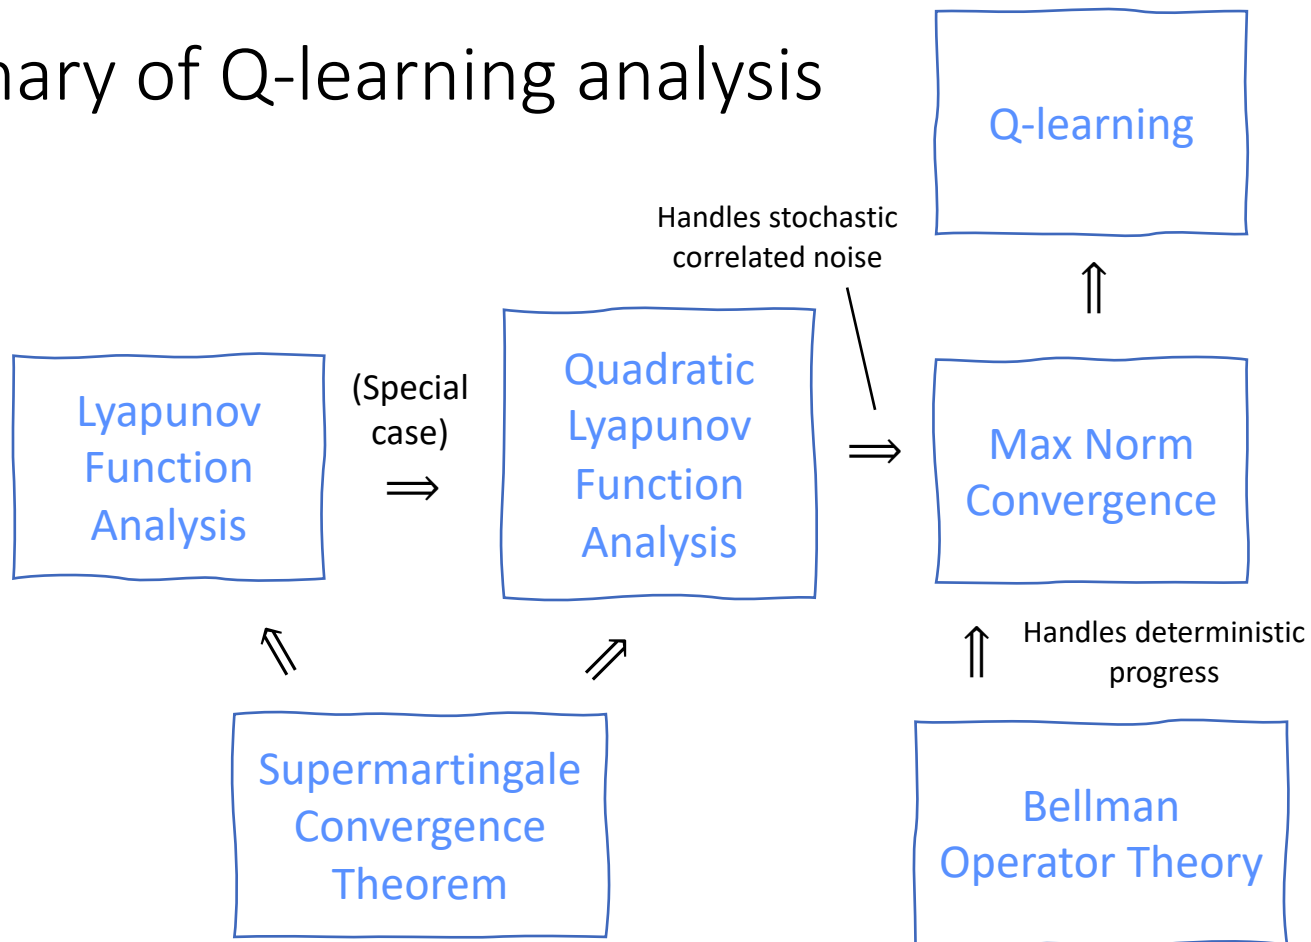 nary of Q-learning analysis
Q-learning
Handles stochastic
correlated noise
Lyapunov
Function
Analysis
(Special
case)
⟹
Quadratic
Lyapunov
Function
Analysis
⟹
Max Norm
Convergence
Handles deterministic
progress
Supermartingale
Convergence
Theorem
Bellman
Operator Theory